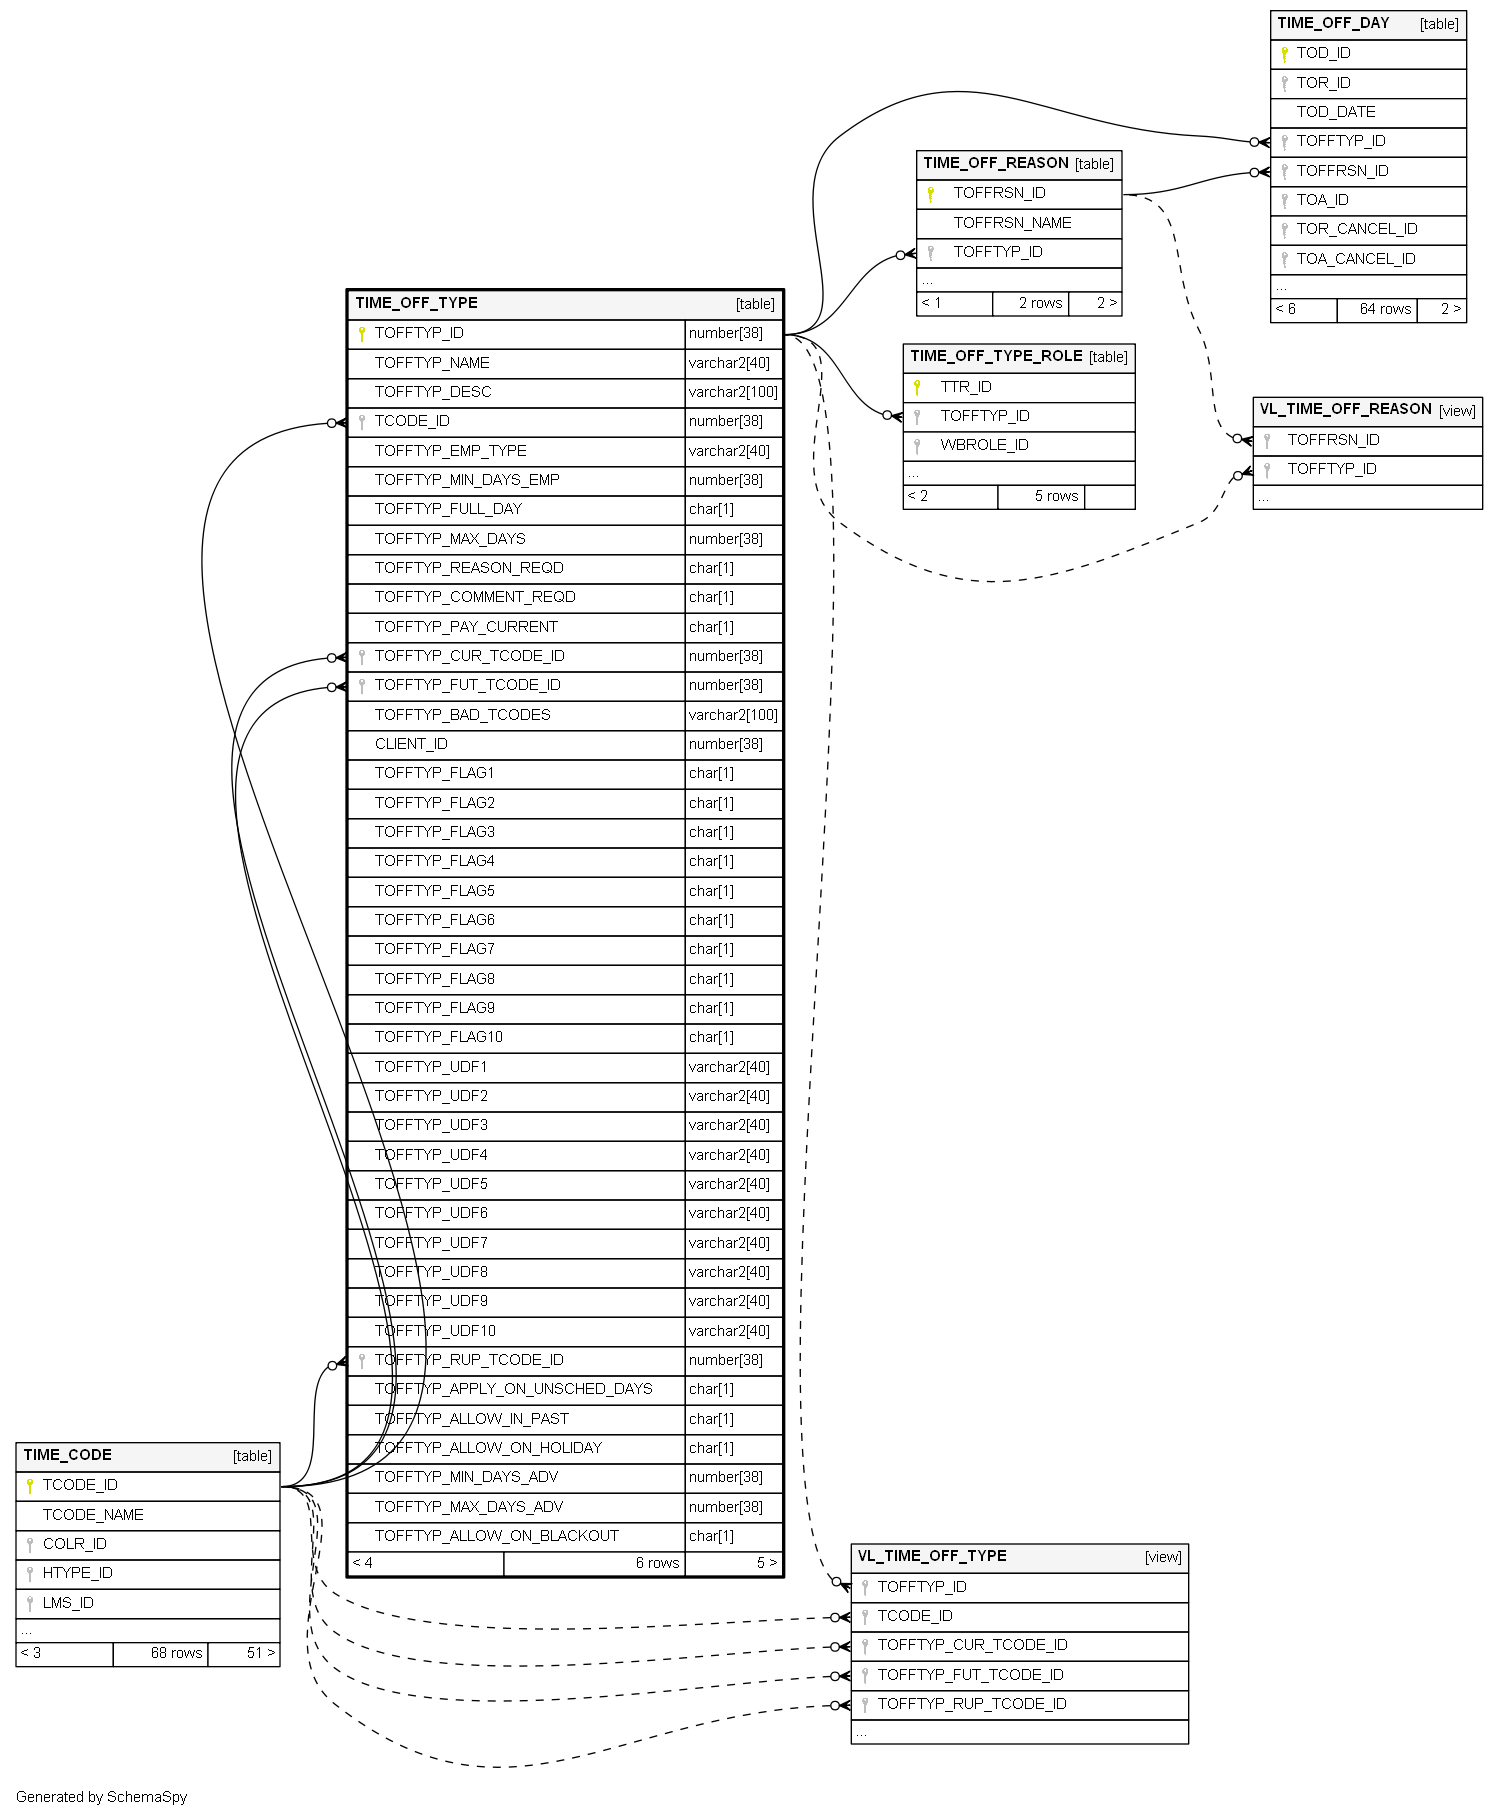 TIME_OFF_DAY [table]
TOD_ID
TOR_ID
TOD_DATE
TOFFTYP_ID
TOFFRSN_ID
TOA_ID
TOR_CANCEL_ID
TOA_CANCEL_ID
...
< 6 64 rows 2 >
TIME_OFF_REASON [table]
TOFFRSN_ID
TOFFRSN_NAME
TOFFTYP_ID
...
< 1 2 rows 2 >
TIME_OFF_TYPE_ROLE [table]
TTR_ID
TOFFTYP_ID
WBROLE_ID
...
< 2 5 rows
VL_TIME_OFF_REASON [view]
TOFFRSN_ID
TOFFTYP_ID
...
TIME_OFF_TYPE [table]
TOFFTYP_ID number[38]
TOFFTYP_NAME varchar2[40]
TOFFTYP_DESC varchar2[100]
TCODE_ID number[38]
TOFFTYP_EMP_TYPE varchar2[40]
TOFFTYP_MIN_DAYS_EMP number[38]
TOFFTYP_FULL_DAY char[1]
TOFFTYP_MAX_DAYS number[38]
TOFFTYP_REASON_REQD char[1]
TOFFTYP_COMMENT_REQD char[1]
TOFFTYP_PAY_CURRENT char[1]
TOFFTYP_CUR_TCODE_ID number[38]
TOFFTYP_FUT_TCODE_ID number[38]
TOFFTYP_BAD_TCODES varchar2[100]
CLIENT_ID number[38]
TOFFTYP_FLAG1 char[1]
TOFFTYP_FLAG2 char[1]
TOFFTYP_FLAG3 char[1]
TOFFTYP_FLAG4 char[1]
TOFFTYP_FLAG5 char[1]
TOFFTYP_FLAG6 char[1]
TOFFTYP_FLAG7 char[1]
TOFFTYP_FLAG8 char[1]
TOFFTYP_FLAG9 char[1]
TOFFTYP_FLAG10 char[1]
TOFFTYP_UDF1 varchar2[40]
TOFFTYP_UDF2 varchar2[40]
TOFFTYP_UDF3 varchar2[40]
TOFFTYP_UDF4 varchar2[40]
TOFFTYP_UDF5 varchar2[40]
TOFFTYP_UDF6 varchar2[40]
TOFFTYP_UDF7 varchar2[40]
TOFFTYP_UDF8 varchar2[40]
TOFFTYP_UDF9 varchar2[40]
TOFFTYP_UDF10 varchar2[40]
TOFFTYP_RUP_TCODE_ID number[38]
TOFFTYP_APPLY_ON_UNSCHED_DAYS char[1]
TOFFTYP_ALLOW_IN_PAST char[1]
TOFFTYP_ALLOW_ON_HOLIDAY char[1]
TOFFTYP_MIN_DAYS_ADV number[38]
TOFFTYP_MAX_DAYS_ADV number[38]
TOFFTYP_ALLOW_ON_BLACKOUT char[1]
< 4 6 rows 5 >
TIME_CODE [table]
TCODE_ID
TCODE_NAME
COLR_ID
HTYPE_ID
LMS_ID
...
< 3 68 rows 51 >
VL_TIME_OFF_TYPE [view]
TOFFTYP_ID
TCODE_ID
TOFFTYP_CUR_TCODE_ID
TOFFTYP_FUT_TCODE_ID
TOFFTYP_RUP_TCODE_ID
...
Generated by SchemaSpy